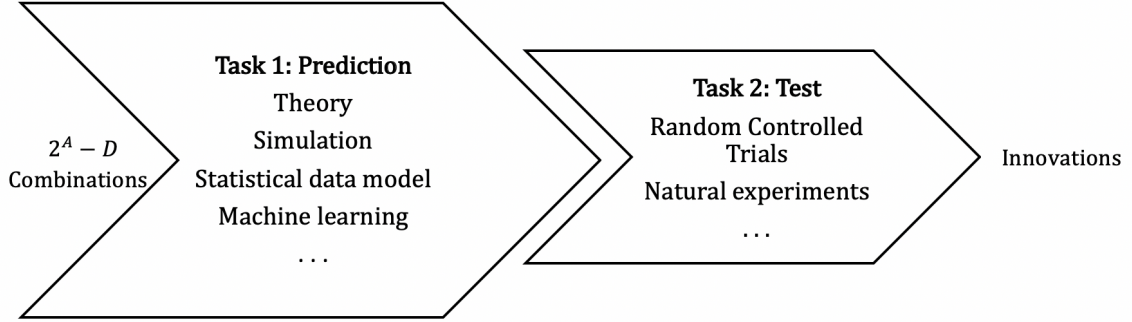 2^A − D
Combinations
Task 1: Prediction
Theory
Simulation
Statistical data model
Machine learning
. . .
Task 2: Test
Random Controlled
Trials
Natural experiments
. . .
Innovations